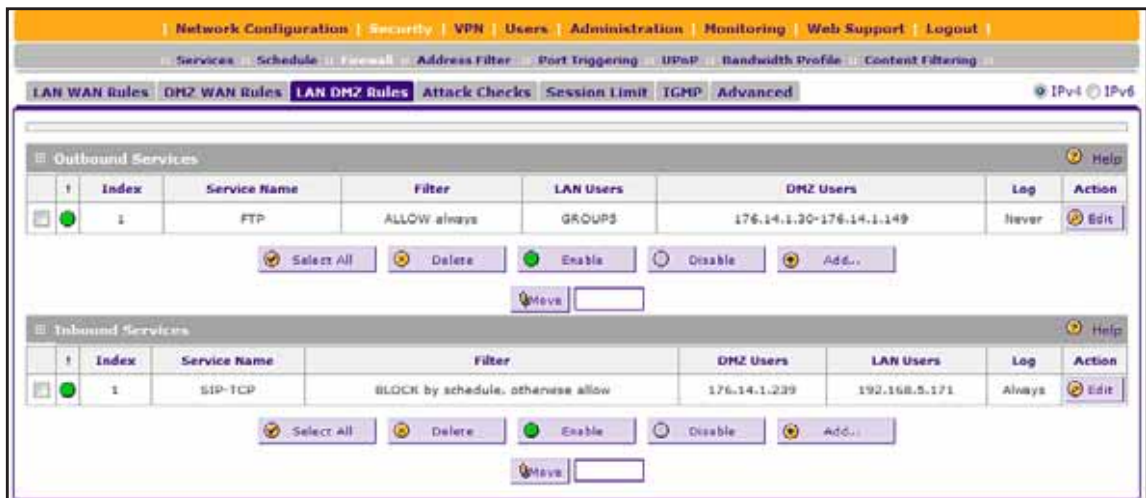 Network Configuration | Security | VPN | Users | Administration | Monitoring | Web Support | Logout
Services Schedule Firewall Address Filter Port Triggering UPnP Bandwidth Profile Content Filtering
LAN WAN Rules DMZ WAN Rules LAN DMZ Rules Attack Checks Session Limit IGMP Advanced IPv4 IPv6
Outbound Services Help
! Index Service Name Filter LAN Users DMZ Users Log Action
1 FTP ALLOW always GROUP5 176.14.1.30-176.14.1.149 Never Edit
Select All Delete Enable Disable Add...
Move
Inbound Services Help
! Index Service Name Filter DMZ Users LAN Users Log Action
1 SIP-TCP BLOCK by schedule, otherwise allow 176.14.1.239 192.168.5.171 Always Edit
Select All Delete Enable Disable Add...
Move